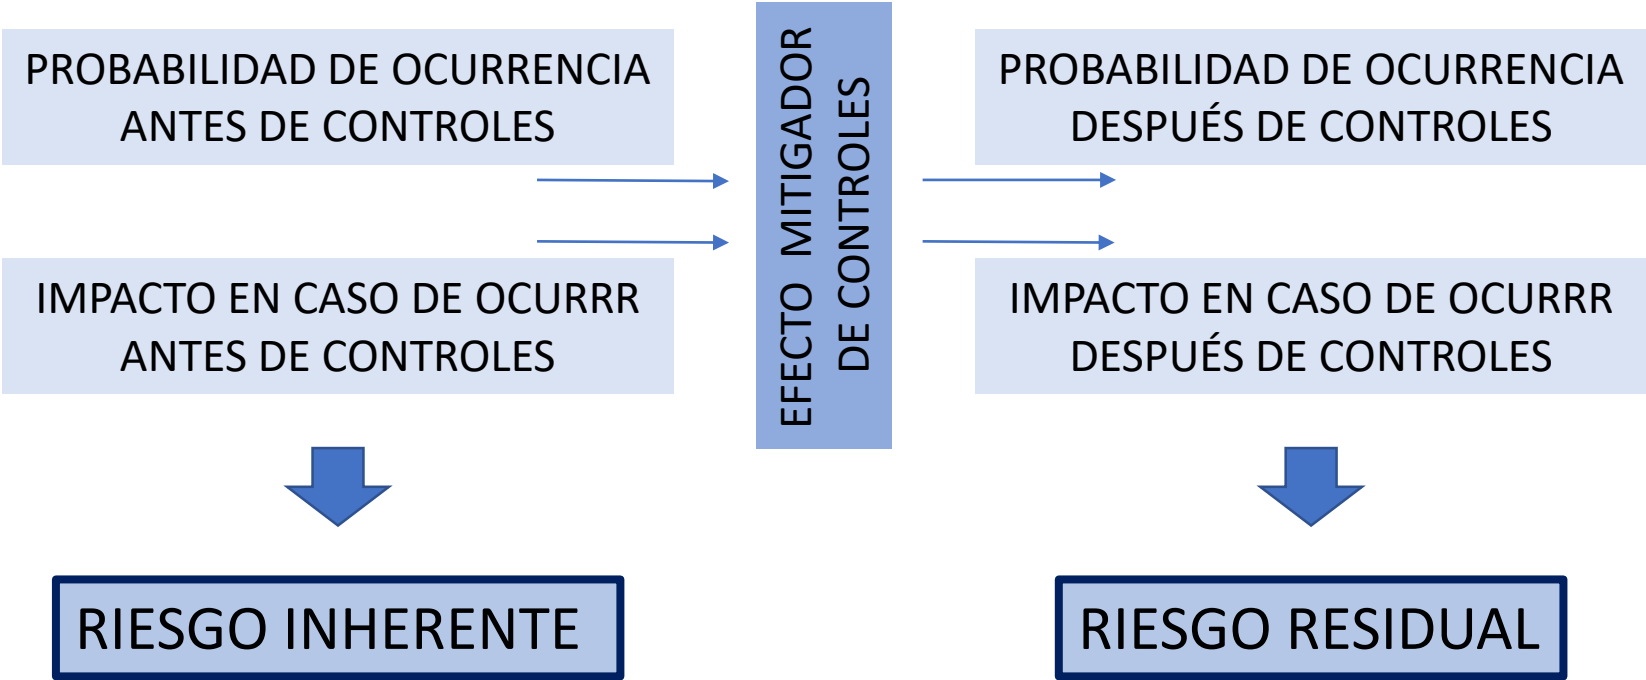 PROBABILIDAD DE OCURRENCIA
ANTES DE CONTROLES
IMPACTO EN CASO DE OCURRR
ANTES DE CONTROLES
RIESGO INHERENTE
EFECTO MITIGADOR
DE CONTROLES
PROBABILIDAD DE OCURRENCIA
DESPUÉS DE CONTROLES
IMPACTO EN CASO DE OCURRR
DESPUÉS DE CONTROLES
RIESGO RESIDUAL